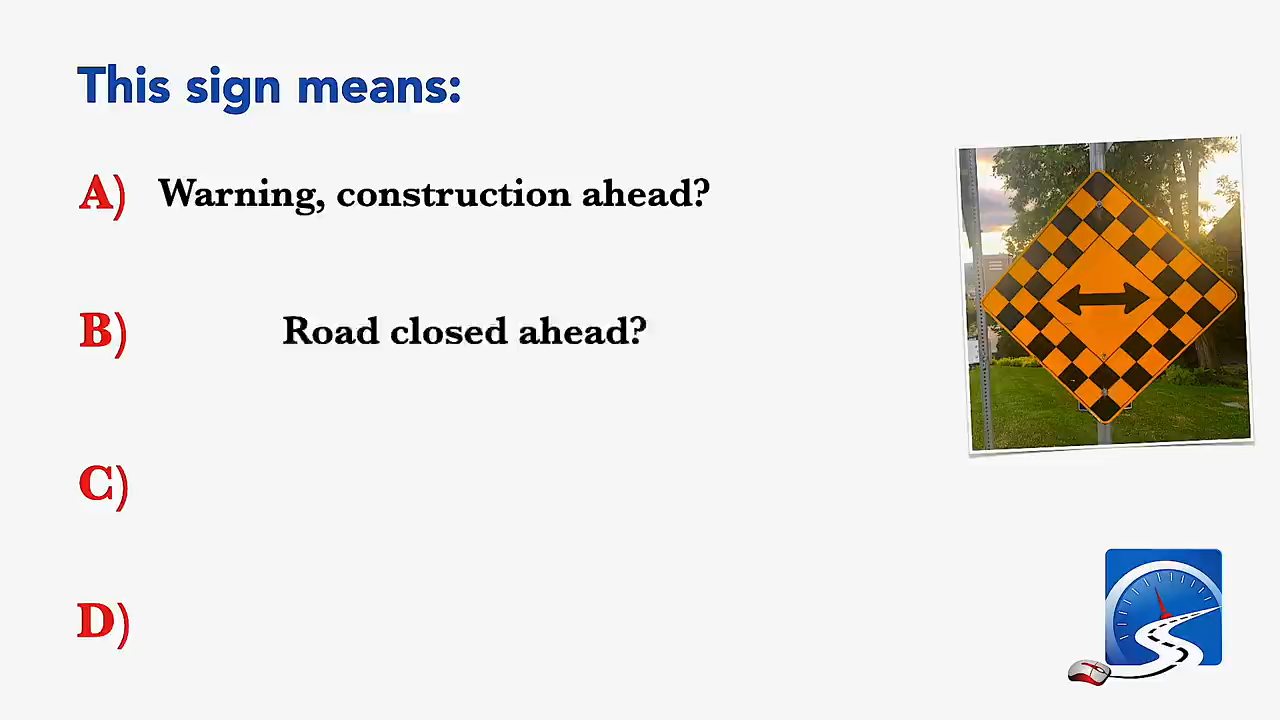 This sign means:
A) Warning, construction ahead?
B) Road closed ahead?
C)
D)